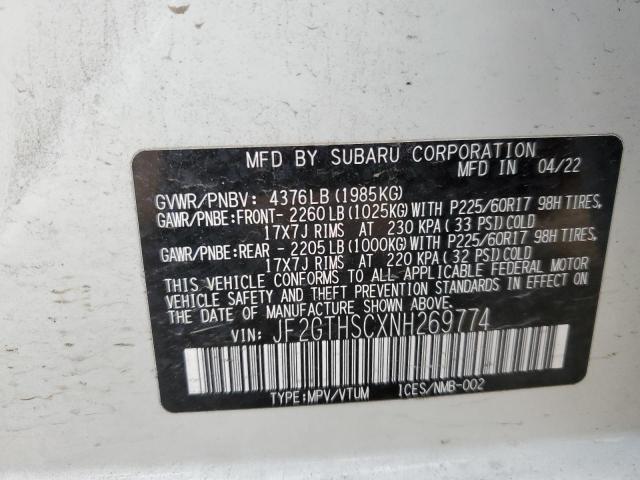 MFD BY SUBARU CORPORATION
MFD IN 04/22
GVWR/PNBV: 4376LB(1985KG)
GAWR/PNBE:FRONT- 2260LB(1025KG)WITH P225/60R17 98H TIRES,
17X7J RIMS AT 230 KPA(33 PSI)COLD
GAWR/PNBE:REAR - 2205LB(1000KG)WITH P225/60R17 98H TIRES,
17X7J RIMS AT 220 KPA(32 PSI)COLD
THIS VEHICLE CONFORMS TO ALL APPLICABLE FEDERAL MOTOR
VEHICLE SAFETY AND THEFT PREVENTION STANDARDS IN EFFECT ON
THE DATE OF MANUFACTURE SHOWN ABOVE.
VIN: JF2GTHSCXNH269774
TYPE:MPV/VTUM ICES/NMB-002